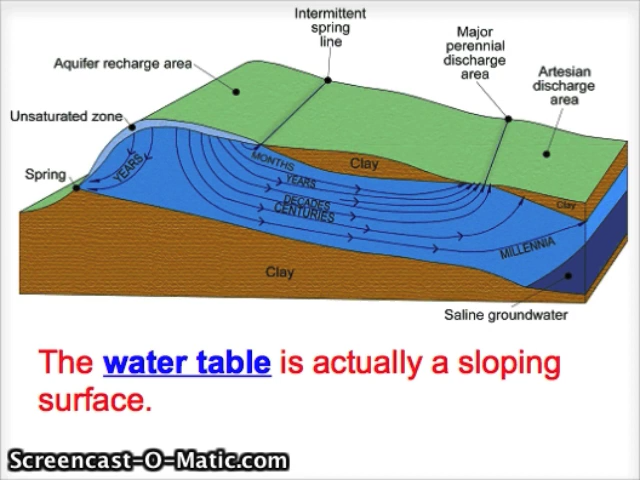 Intermittent
spring
line
Major
perennial
discharge
area
Aquifer recharge area
Artesian
discharge
area
Unsaturated zone
Spring
YEARS
MONTHS
Clay
YEARS
DECADES
CENTURIES
Clay
MILLENNIA
Clay
Saline groundwater
The water table is actually a sloping
surface.
Screencast-O-Matic.com